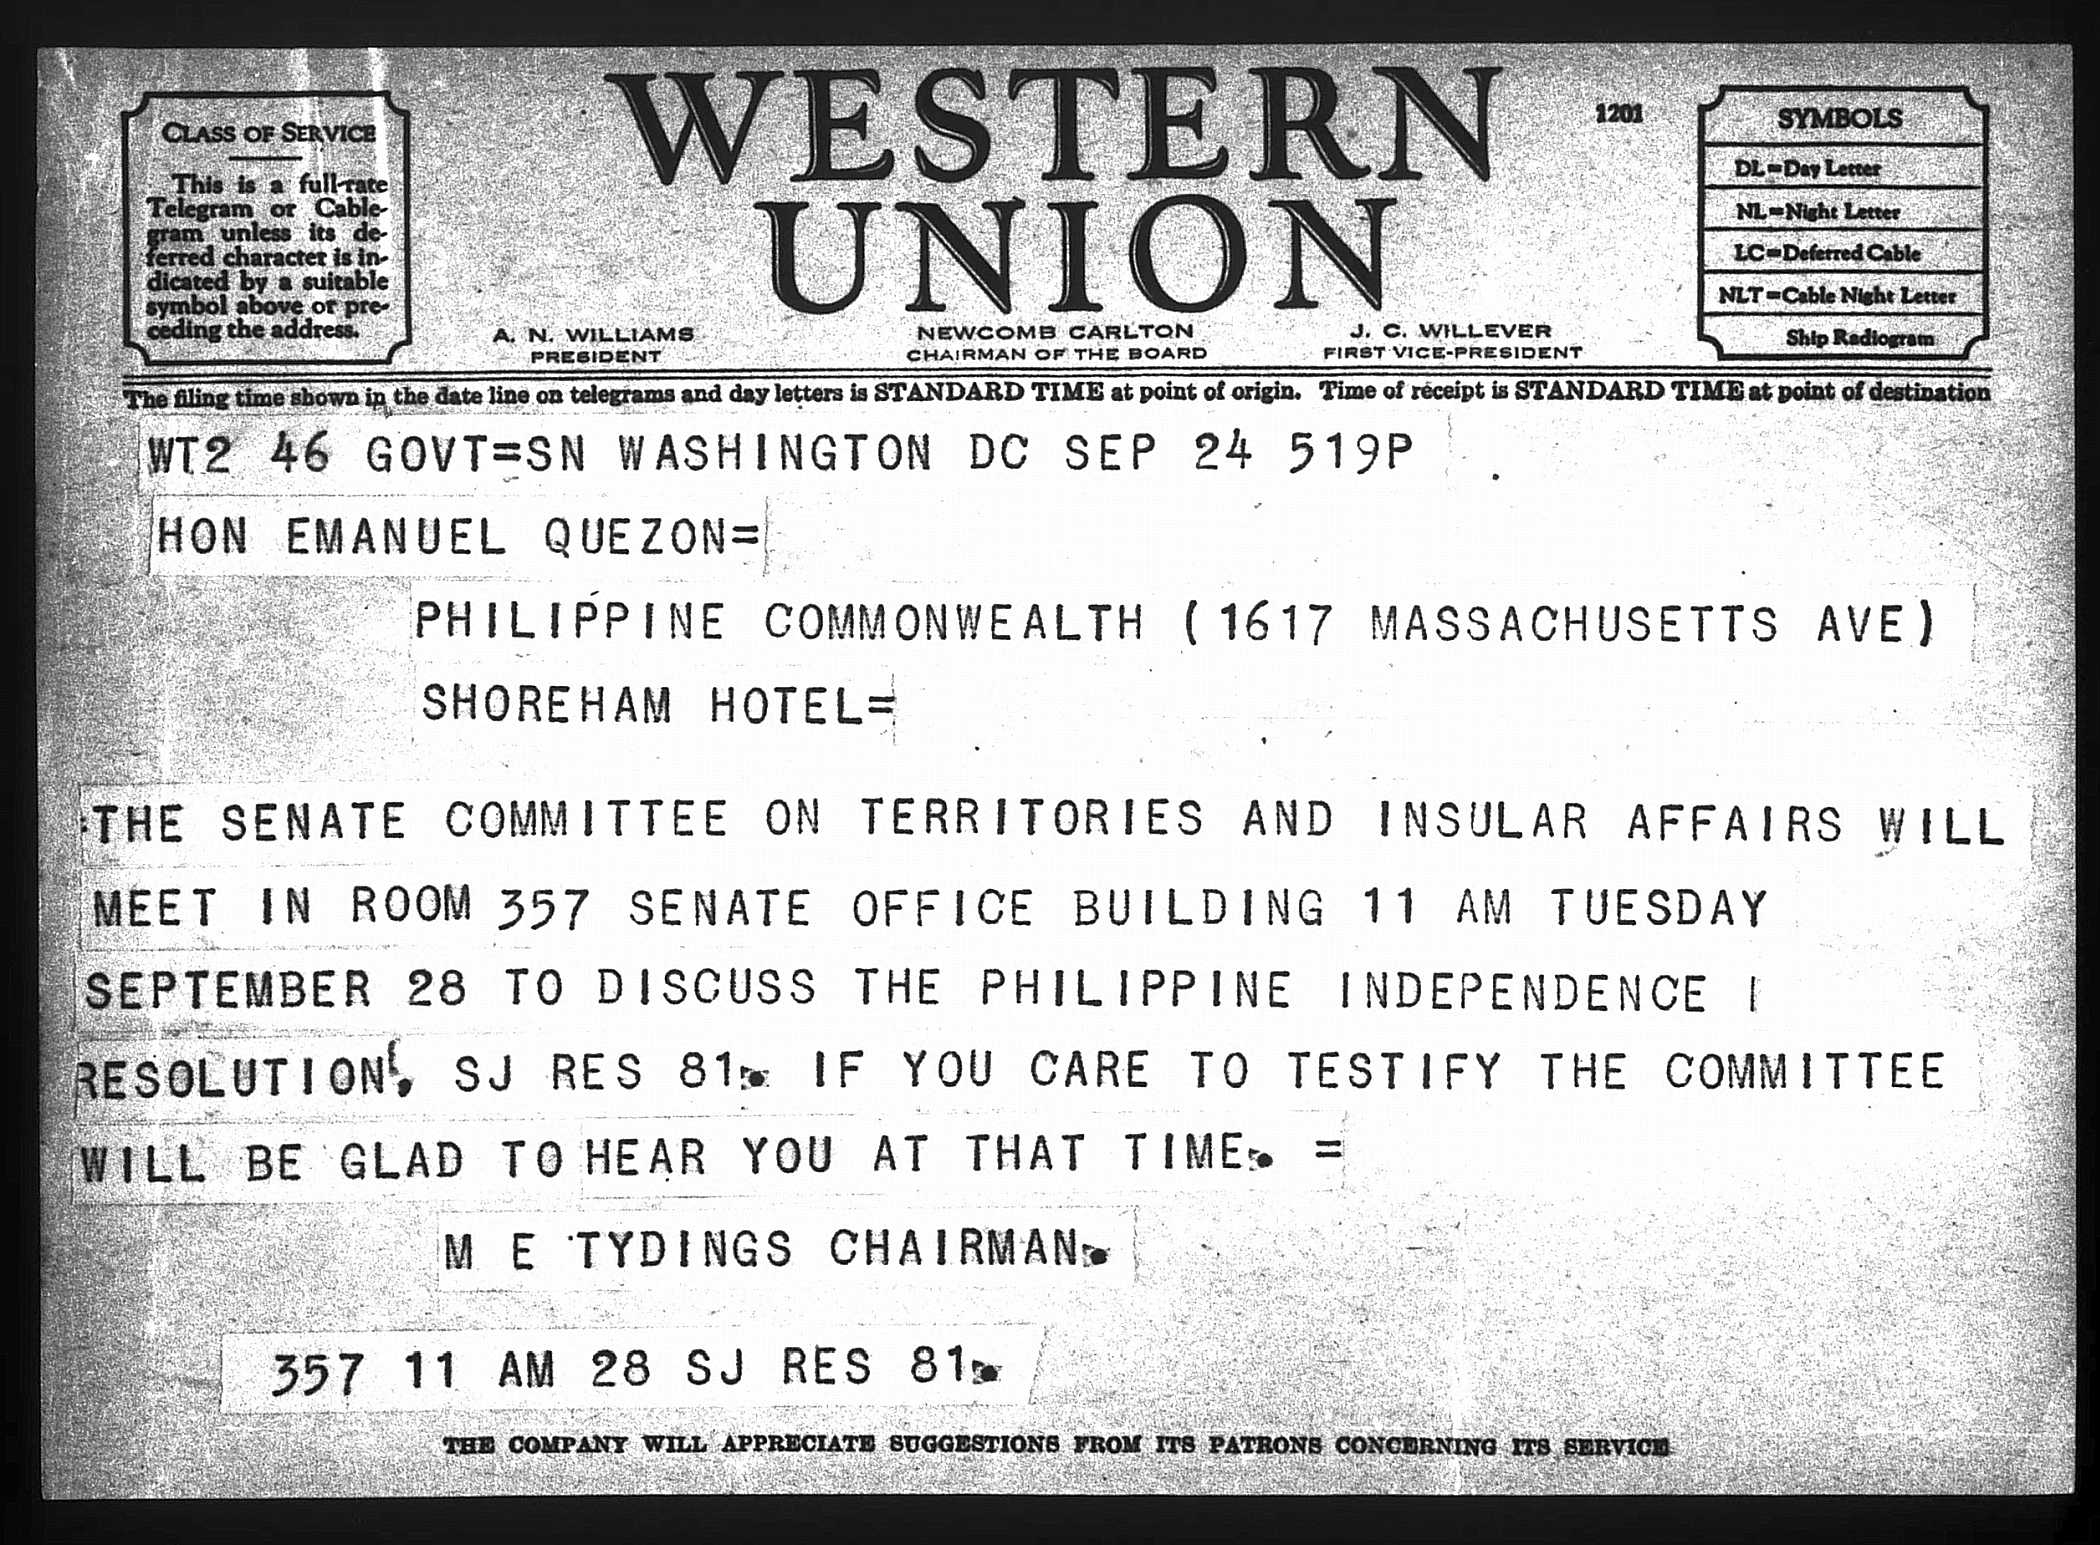 CLASS OF SERVICE
This is a full-rate
Telegram or Cable-
gram unless its de-
ferred character is in-
dicated by a suitable
symbol above or pre-
ceding the address.
WESTERN
UNION
1201
SYMBOLS
DL=Day Letter
NL=Night Letter
LC=Deferred Cable
NLT=Cable Night Letter
Ship Radiogram
A. N. WILLIAMS
PRESIDENT
NEWCOMB CARLTON
CHAIRMAN OF THE BOARD
J. C. WILLEVER
FIRST VICE-PRESIDENT
The filing time shown in the date line on telegrams and day letters is STANDARD TIME at point of origin. Time of receipt is STANDARD TIME at point of destination
WT2 46 GOVT=SN WASHINGTON DC SEP 24 519P
HON EMANUEL QUEZON=
PHILIPPINE COMMONWEALTH (1617 MASSACHUSETTS AVE)
SHOREHAM HOTEL=
:THE SENATE COMMITTEE ON TERRITORIES AND INSULAR AFFAIRS WILL
MEET IN ROOM 357 SENATE OFFICE BUILDING 11 AM TUESDAY
SEPTEMBER 28 TO DISCUSS THE PHILIPPINE INDEPENDENCE I
RESOLUTION, SJ RES 81. IF YOU CARE TO TESTIFY THE COMMITTEE
WILL BE GLAD TO HEAR YOU AT THAT TIME. =
M E TYDINGS CHAIRMAN.
357 11 AM 28 SJ RES 81.
THE COMPANY WILL APPRECIATE SUGGESTIONS FROM ITS PATRONS CONCERNING ITS SERVICE